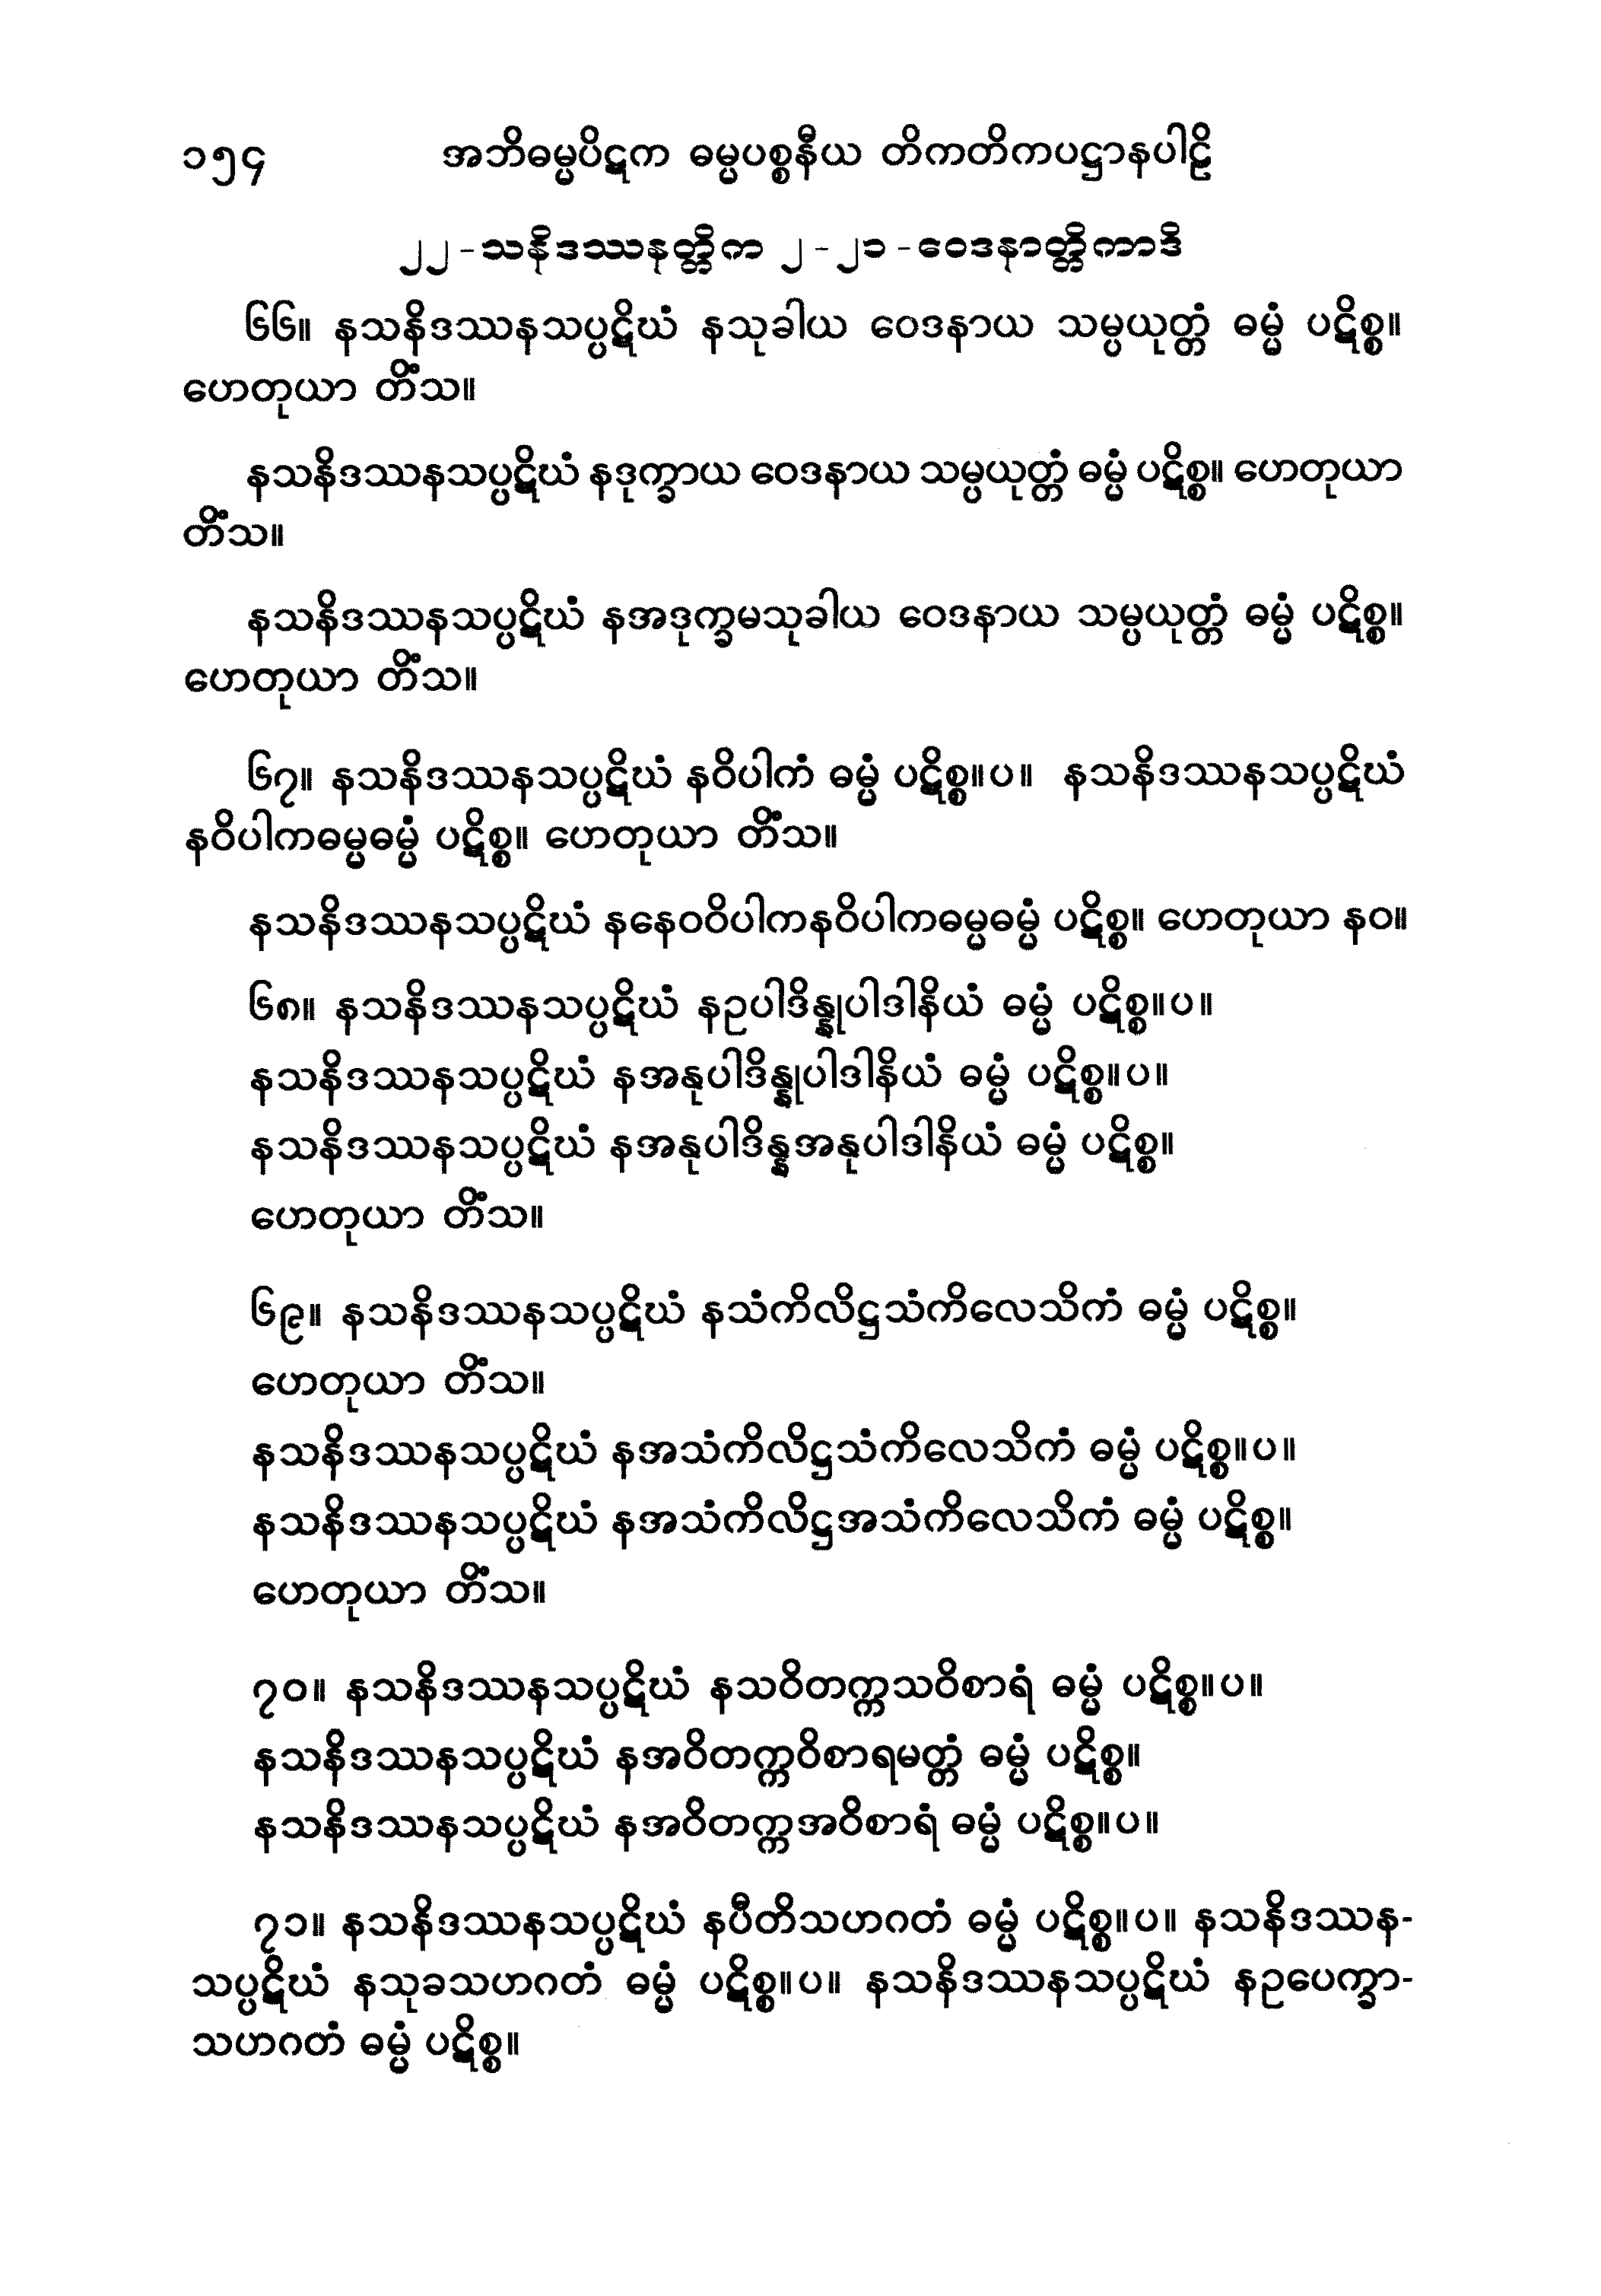 ၁၅၄ အဘိဓမ္မပိဋက ဓမ္မပစ္စနီယ တိကတိကပဋ္ဌာနပါဠိ
၂၂-သနိဒဿနတ္တိက ၂-၂၁-ဝေဒနာတ္တိကာဒိ
၆၆။ နသနိဒဿနသပ္ပဋိဃံ နသုခါယ ဝေဒနာယ သမ္ပယုတ္တံ ဓမ္မံ ပဋိစ္စ။
ဟေတုယာ တိံသ။
နသနိဒဿနသပ္ပဋိဃံ နဒုက္ခာယ ဝေဒနာယ သမ္ပယုတ္တံ ဓမ္မံ ပဋိစ္စ။ ဟေတုယာ
တိံသ။
နသနိဒဿနသပ္ပဋိဃံ နအဒုက္ခမသုခါယ ဝေဒနာယ သမ္ပယုတ္တံ ဓမ္မံ ပဋိစ္စ။
ဟေတုယာ တိံသ။
၆၇။ နသနိဒဿနသပ္ပဋိဃံ နဝိပါကံ ဓမ္မံ ပဋိစ္စ။ပ။ နသနိဒဿနသပ္ပဋိဃံ
နဝိပါကဓမ္မဓမ္မံ ပဋိစ္စ။ ဟေတုယာ တိံသ။
နသနိဒဿနသပ္ပဋိဃံ နနေဝဝိပါကနဝိပါကဓမ္မဓမ္မံ ပဋိစ္စ။ ဟေတုယာ နဝ။
၆၈။ နသနိဒဿနသပ္ပဋိဃံ နဥပါဒိန္နုပါဒါနိယံ ဓမ္မံ ပဋိစ္စ။ပ။
နသနိဒဿနသပ္ပဋိဃံ နအနုပါဒိန္နုပါဒါနိယံ ဓမ္မံ ပဋိစ္စ။ပ။
နသနိဒဿနသပ္ပဋိဃံ နအနုပါဒိန္နအနုပါဒါနိယံ ဓမ္မံ ပဋိစ္စ။
ဟေတုယာ တိံသ။
၆၉။ နသနိဒဿနသပ္ပဋိဃံ နသံကိလိဋ္ဌသံကိလေသိကံ ဓမ္မံ ပဋိစ္စ။
ဟေတုယာ တိံသ။
နသနိဒဿနသပ္ပဋိဃံ နအသံကိလိဋ္ဌသံကိလေသိကံ ဓမ္မံ ပဋိစ္စ။ပ။
နသနိဒဿနသပ္ပဋိဃံ နအသံကိလိဋ္ဌအသံကိလေသိကံ ဓမ္မံ ပဋိစ္စ။
ဟေတုယာ တိံသ။
၇၀။ နသနိဒဿနသပ္ပဋိဃံ နသဝိတက္ကသဝိစာရံ ဓမ္မံ ပဋိစ္စ။ပ။
နသနိဒဿနသပ္ပဋိဃံ နအဝိတက္ကဝိစာရမတ္တံ ဓမ္မံ ပဋိစ္စ။
နသနိဒဿနသပ္ပဋိဃံ နအဝိတက္ကအဝိစာရံ ဓမ္မံ ပဋိစ္စ။ပ။
၇၁။ နသနိဒဿနသပ္ပဋိဃံ နပီတိသဟဂတံ ဓမ္မံ ပဋိစ္စ။ပ။ နသနိဒဿန-
သပ္ပဋိဃံ နသုခသဟဂတံ ဓမ္မံ ပဋိစ္စ။ပ။ နသနိဒဿနသပ္ပဋိဃံ နဥပေက္ခာ-
သဟဂတံ ဓမ္မံ ပဋိစ္စ။